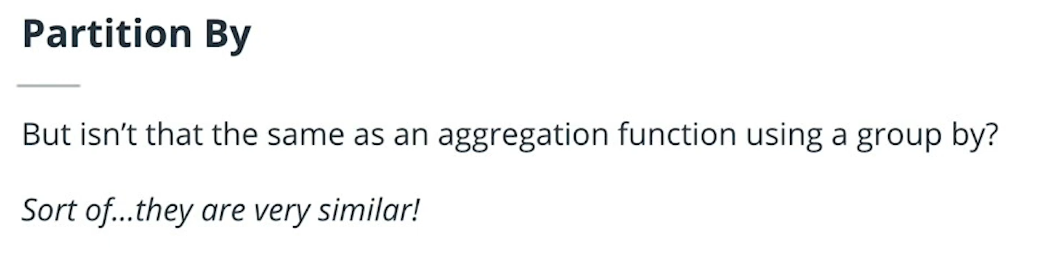 Partition By
But isn’t that the same as an aggregation function using a group by?
Sort of...they are very similar!